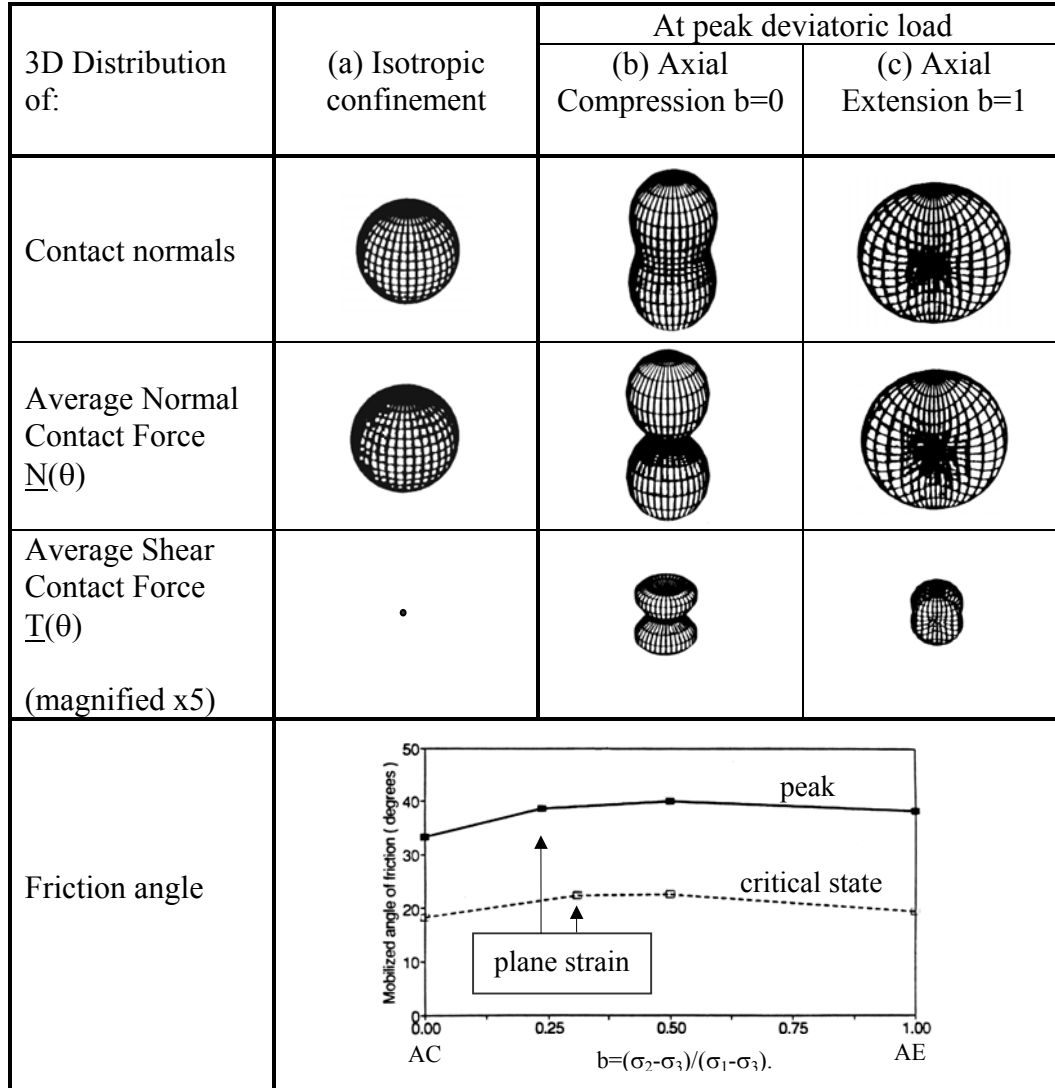 3D Distribution
of:
(a) Isotropic
confinement
At peak deviatoric load
(b) Axial
Compression b=0
(c) Axial
Extension b=1
Contact normals
Average Normal
Contact Force
N(θ)
Average Shear
Contact Force
T(θ)
(magnified x5)
Friction angle
Mobilized angle of friction ( degrees )
50
40
30
20
10
0
peak
critical state
plane strain
0.00
0.25
0.50
0.75
1.00
AC
b=(σ2-σ3)/(σ1-σ3).
AE